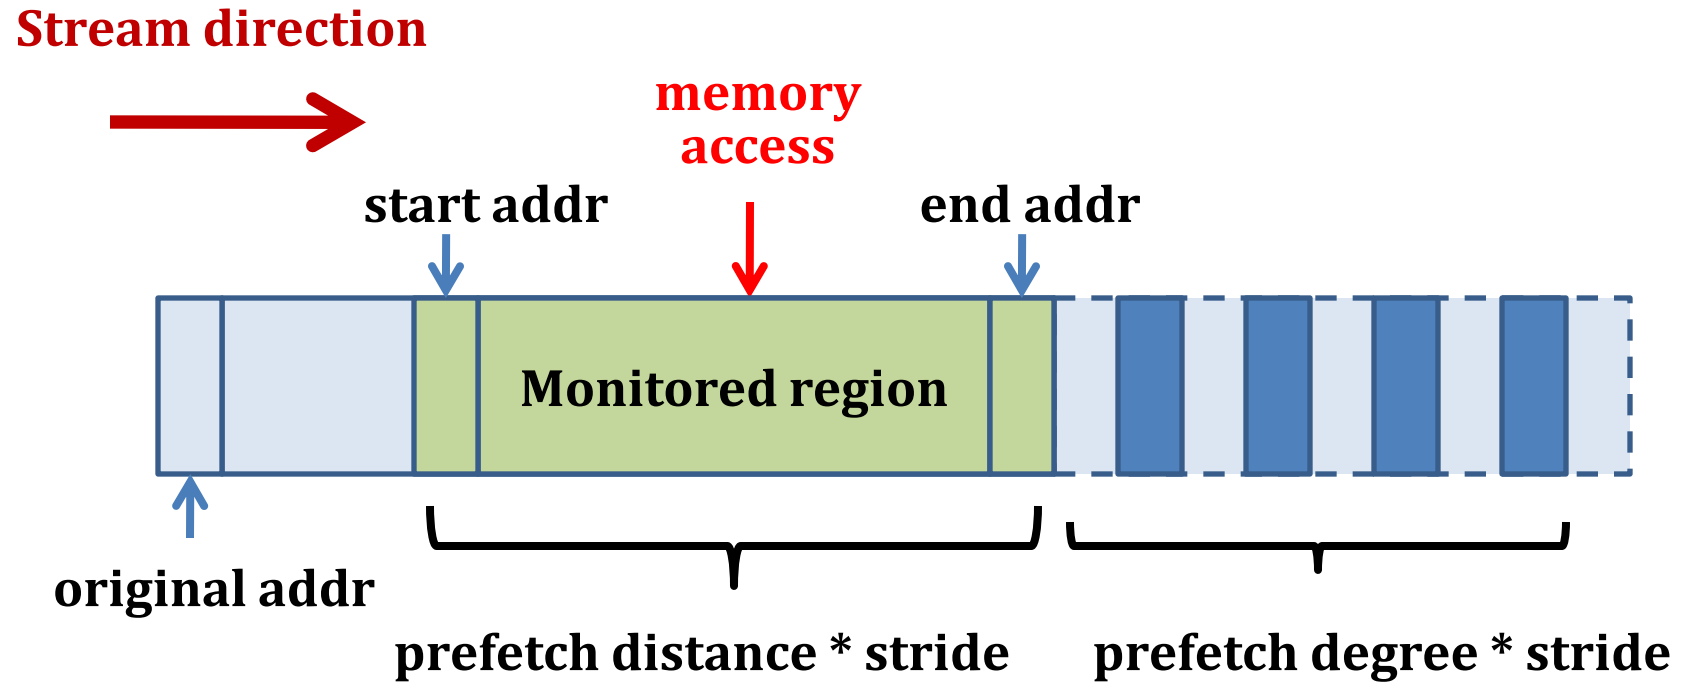 Stream direction
memory
access
start addr
end addr
Monitored region
original addr
prefetch distance * stride
prefetch degree * stride